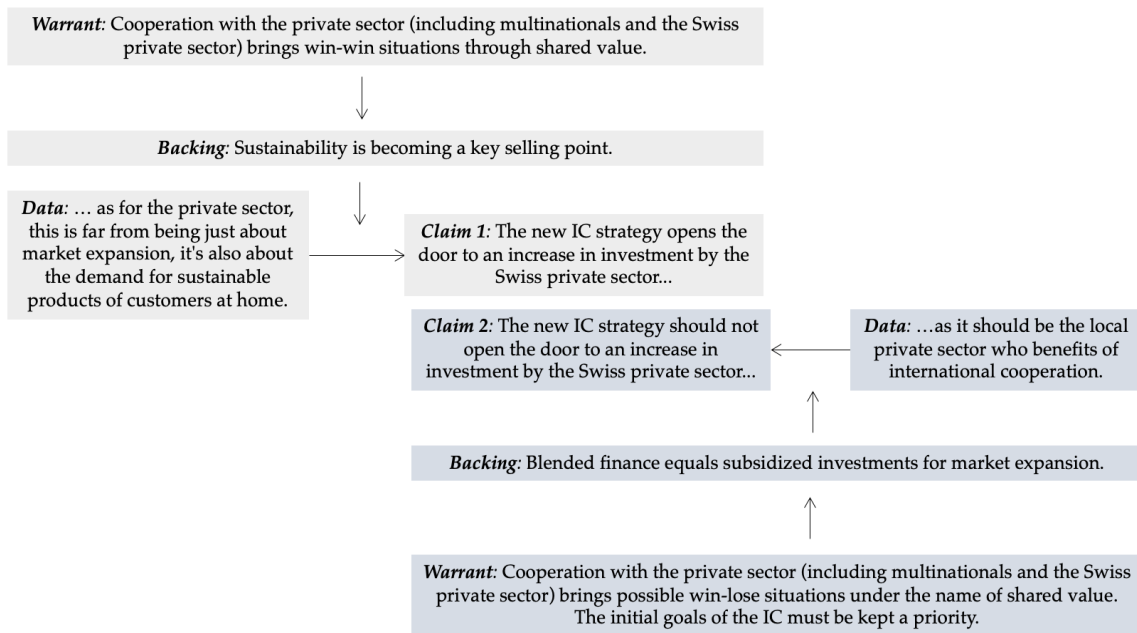 Warrant: Cooperation with the private sector (including multinationals and the Swiss
private sector) brings win-win situations through shared value.
Backing: Sustainability is becoming a key selling point.
Data: … as for the private sector,
this is far from being just about
market expansion, it's also about
the demand for sustainable
products of customers at home.
Claim 1: The new IC strategy opens the
door to an increase in investment by the
Swiss private sector...
Claim 2: The new IC strategy should not
open the door to an increase in
investment by the Swiss private sector...
Data: …as it should be the local
private sector who benefits of
international cooperation.
Backing: Blended finance equals subsidized investments for market expansion.
Warrant: Cooperation with the private sector (including multinationals and the Swiss
private sector) brings possible win-lose situations under the name of shared value.
The initial goals of the IC must be kept a priority.